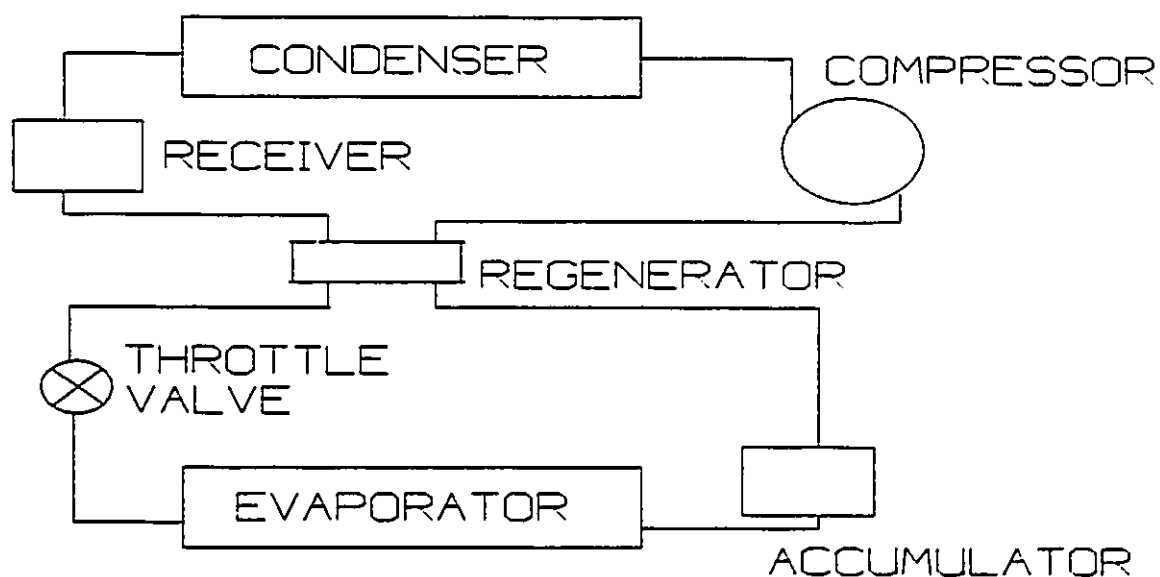 CONDENSER
COMPRESSOR
RECEIVER
REGENERATOR
THROTTLE
VALVE
EVAPORATOR
ACCUMULATOR